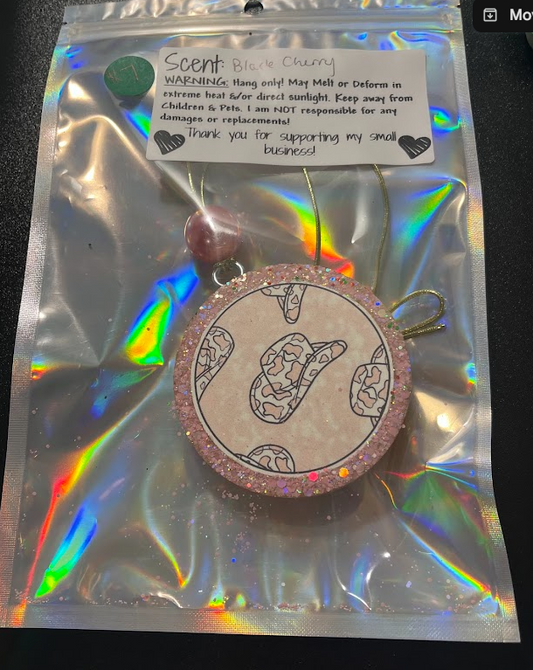 Mov
Scent: Black Cherry
WARNING: Hang only! May Melt or Deform in
extreme heat &/or direct sunlight. Keep away from
Children & Pets. I am NOT responsible for any
damages or replacements!
Thank you for supporting my small
business!